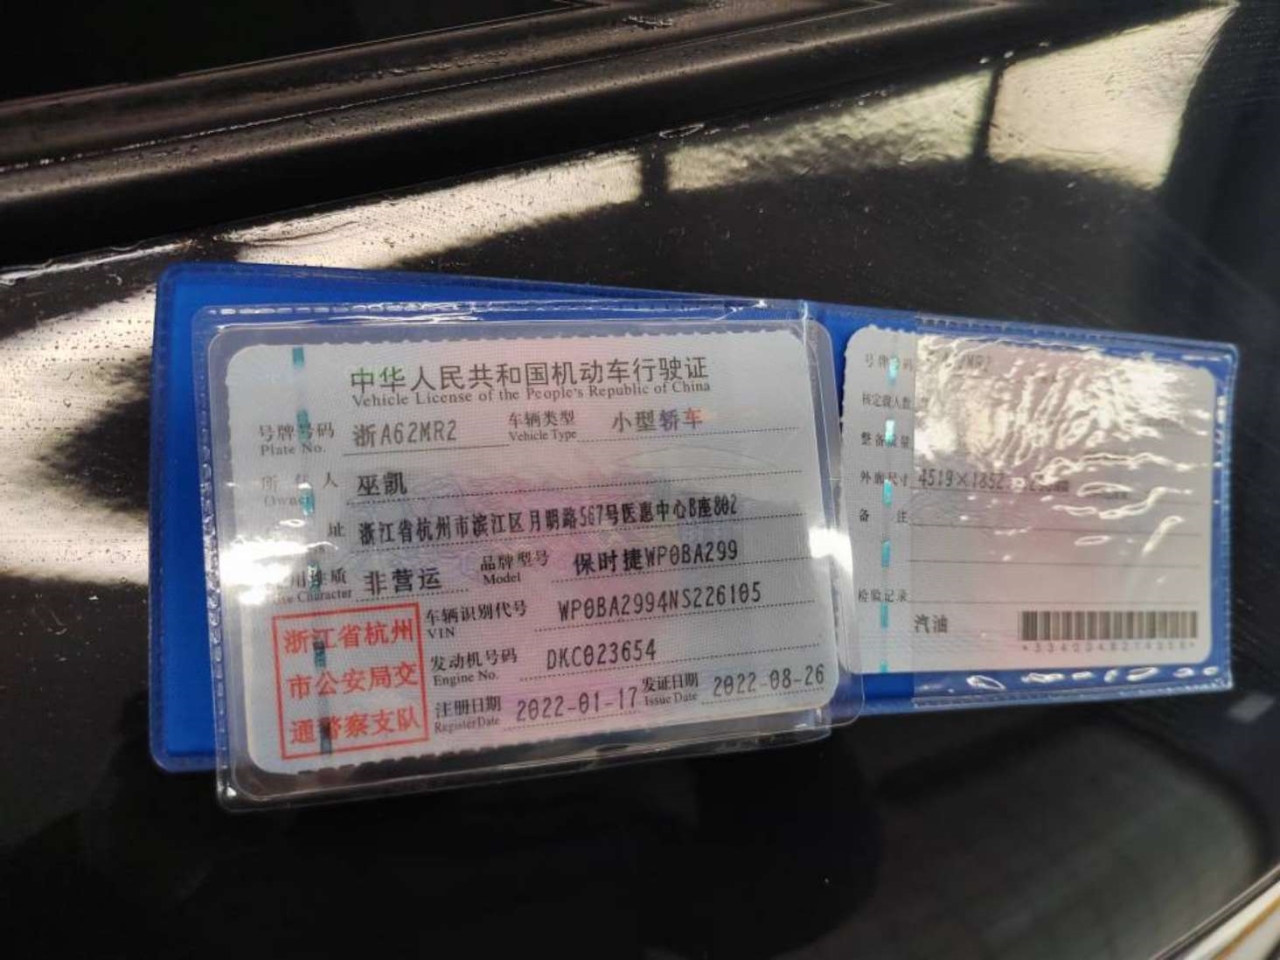 中华人民共和国机动车行驶证
Vehicle License of the People's Republic of China
号牌号码 浙A62MR2 车辆类型 小型轿车
Plate No. Vehicle Type
所有人 巫凯
Owner
址 浙江省杭州市滨江区月明路567号医惠中心B座802
用性质 非营运 品牌型号 保时捷WP0BA299
Use Character Model
车辆识别代号 WP0BA2994NS226105
VIN
发动机号码 DKC023654
Engine No.
注册日期 2022-01-17 发证日期 2022-08-26
Register Date Issue Date
浙江省杭州
市公安局交
通警察支队
号牌号码 MR2
核定载人数
整备质量
外廓尺寸 4519×1852
备注
检验记录
汽油